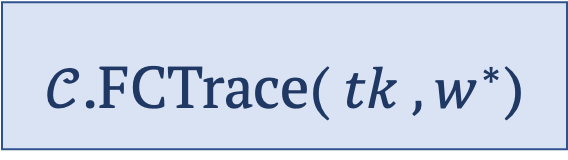 𝒞.FCTrace( tk , w*)